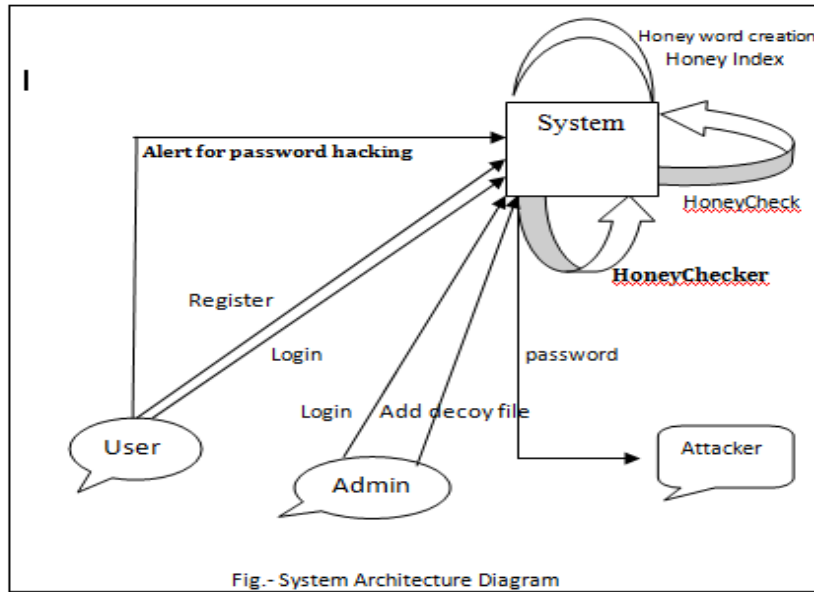 Honey word creation
Honey Index
I
System
Alert for password hacking
HoneyCheck
HoneyChecker
Register
Login
password
Login
Add decoy file
User
Attacker
Admin
Fig.- System Architecture Diagram